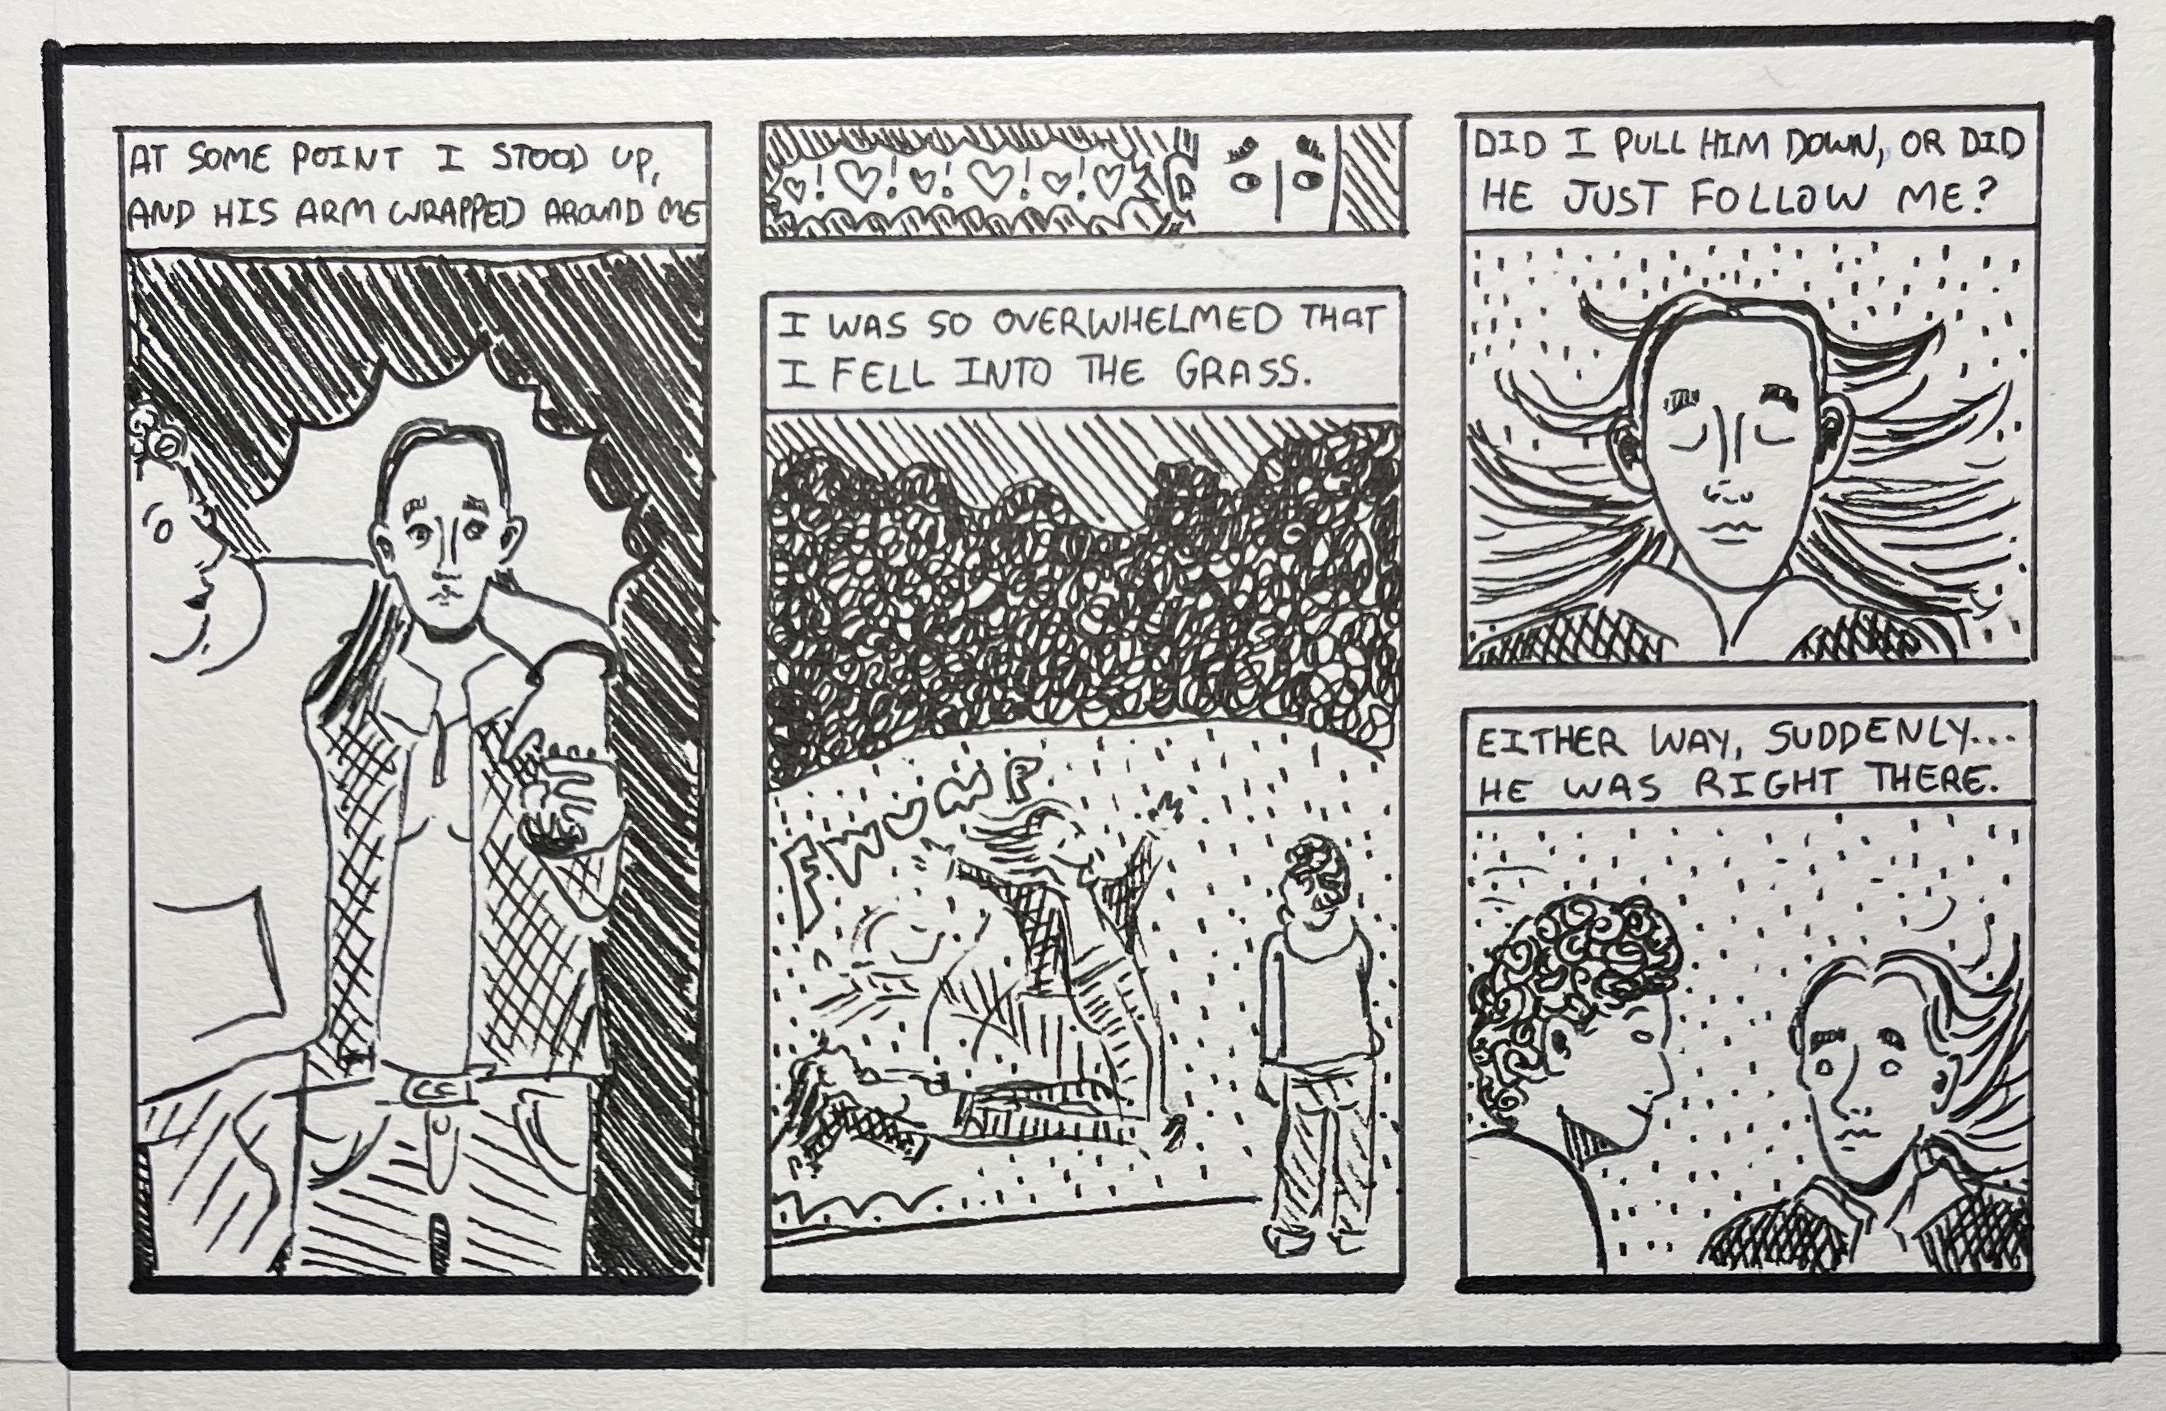 AT SOME POINT I STOOD UP,
AND HIS ARM WRAPPED AROUND ME
! ! ! ! !
I WAS SO OVERWHELMED THAT
I FELL INTO THE GRASS.
FWUMP
DID I PULL HIM DOWN, OR DID
HE JUST FOLLOW ME?
EITHER WAY, SUDDENLY...
HE WAS RIGHT THERE.